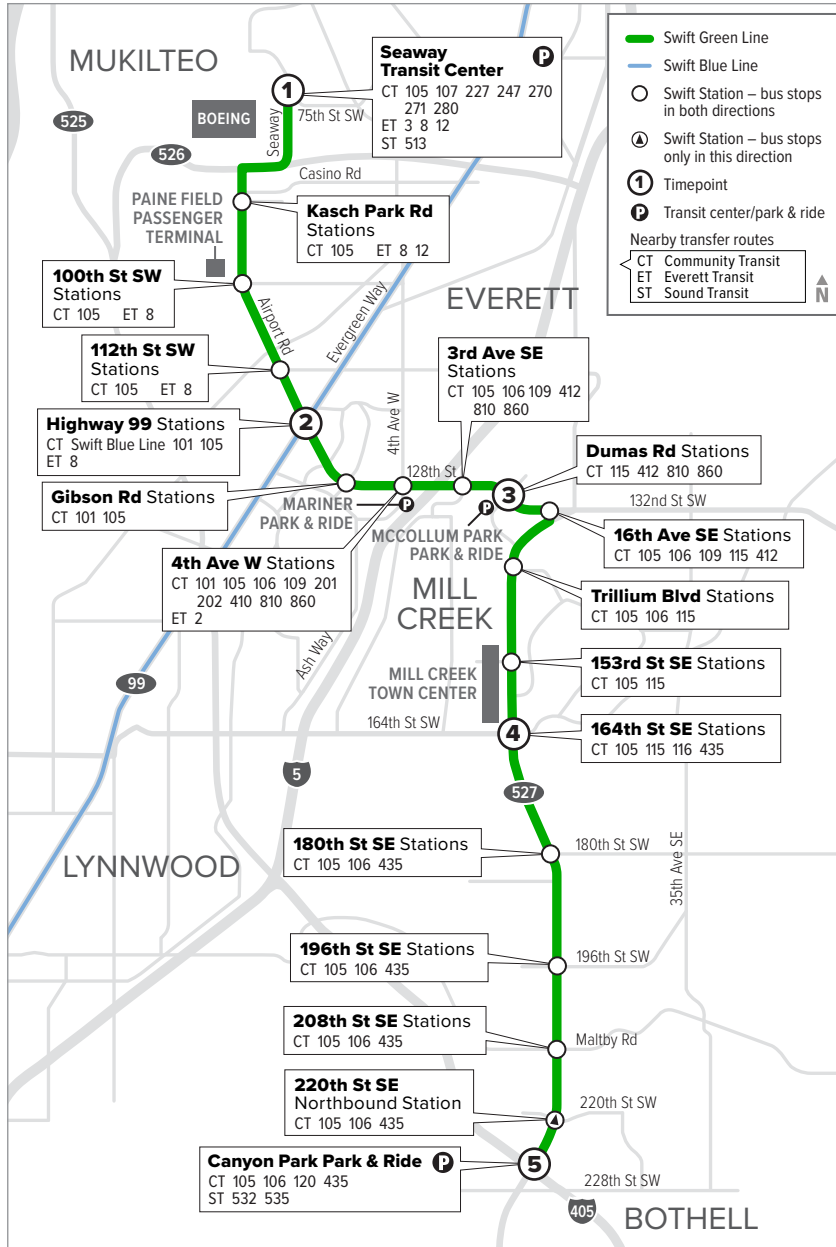 MUKILTEO
525
526
BOEING
1
Seaway
75th St SW
Seaway
Transit Center
P
CT 105 107 227 247 270
271 280
ET 3 8 12
ST 513
Swift Green Line
Swift Blue Line
Swift Station – bus stops
in both directions
Swift Station – bus stops
only in this direction
1 Timepoint
P Transit center/park & ride
Nearby transfer routes
CT Community Transit
ET Everett Transit
ST Sound Transit
N
Casino Rd
PAINE FIELD
PASSENGER
TERMINAL
Kasch Park Rd
Stations
CT 105 ET 8 12
100th St SW
Stations
CT 105 ET 8
Airport Rd
Evergreen Way
EVERETT
112th St SW
Stations
CT 105 ET 8
3rd Ave SE
Stations
CT 105 106 109 412
810 860
4th Ave W
Highway 99 Stations
CT Swift Blue Line 101 105
ET 8
2
Dumas Rd Stations
CT 115 412 810 860
128th St
3
Gibson Rd Stations
CT 101 105
MARINER
PARK & RIDE
P
P
MCCOLLUM PARK
PARK & RIDE
132nd St SW
16th Ave SE Stations
CT 105 106 109 115 412
4th Ave W Stations
CT 101 105 106 109 201
202 410 810 860
ET 2
MILL
CREEK
Trillium Blvd Stations
CT 105 106 115
Ash Way
99
MILL CREEK
TOWN CENTER
153rd St SE Stations
CT 105 115
164th St SW
4
164th St SE Stations
CT 105 115 116 435
5
527
LYNNWOOD
180th St SE Stations
CT 105 106 435
180th St SW
35th Ave SE
196th St SE Stations
CT 105 106 435
196th St SW
208th St SE Stations
CT 105 106 435
Maltby Rd
220th St SE
Northbound Station
CT 105 106 435
220th St SW
Canyon Park Park & Ride P
CT 105 106 120 435
ST 532 535
5
228th St SW
405
BOTHELL